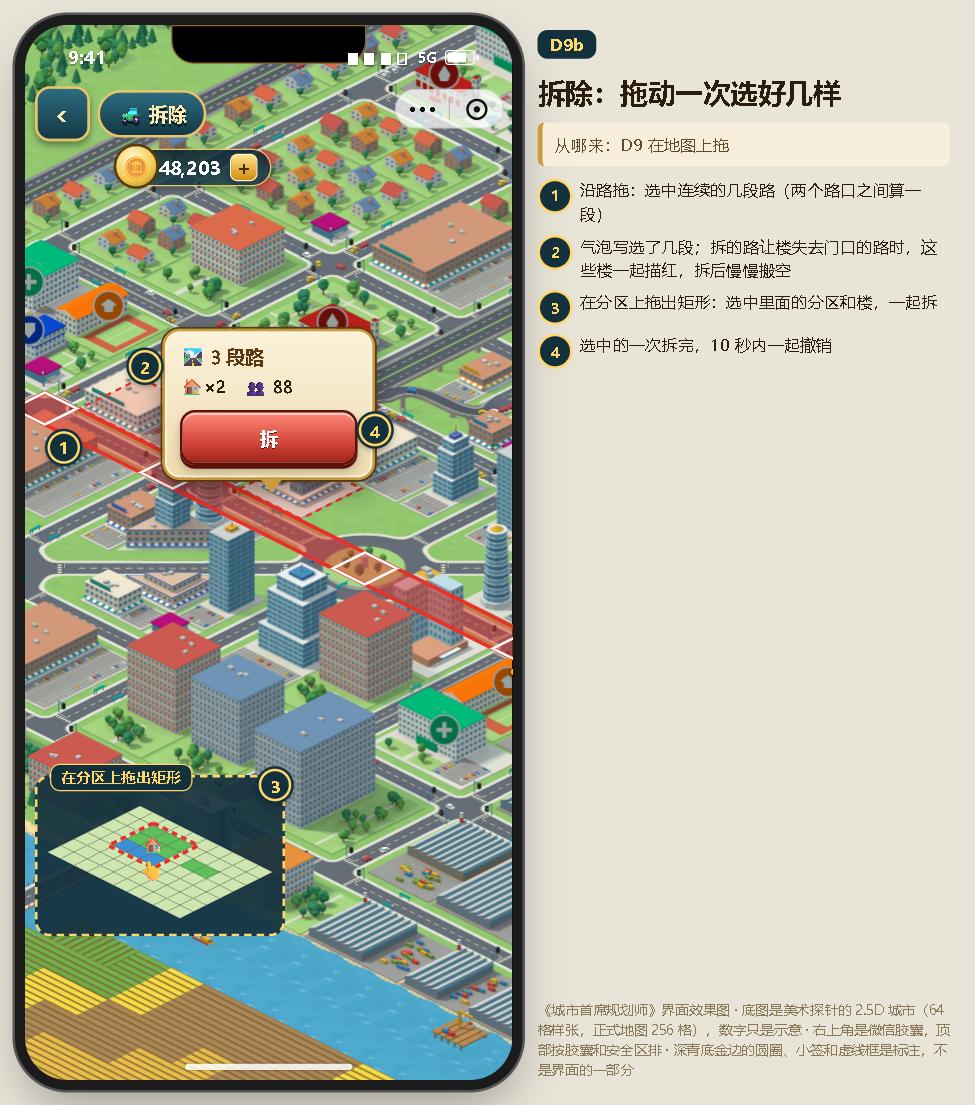 9:41
5G
拆除
48,203
+
2
3 段路
×2 88
拆
4
1
3
在分区上拖出矩形
D9b
拆除：拖动一次选好几样
从哪来：D9 在地图上拖
1 沿路拖：选中连续的几段路（两个路口之间算一
段）
2 气泡写选了几段；拆的路让楼失去门口的路时，这
些楼一起描红，拆后慢慢搬空
3 在分区上拖出矩形：选中里面的分区和楼，一起拆
4 选中的一次拆完，10 秒内一起撤销
《城市首席规划师》界面效果图 · 底图是美术探针的 2.5D 城市（64
格样张，正式地图 256 格），数字只是示意 · 右上角是微信胶囊，顶
部按胶囊和安全区排 · 深青底金边的圆圈、小签和虚线框是标注，不
是界面的一部分